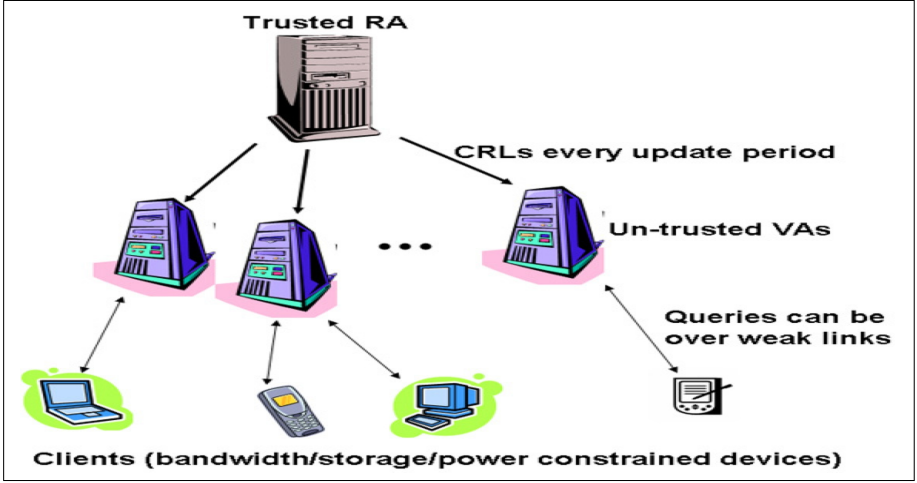 Trusted RA
CRLs every update period
Un-trusted VAs
Queries can be
over weak links
Clients (bandwidth/storage/power constrained devices)